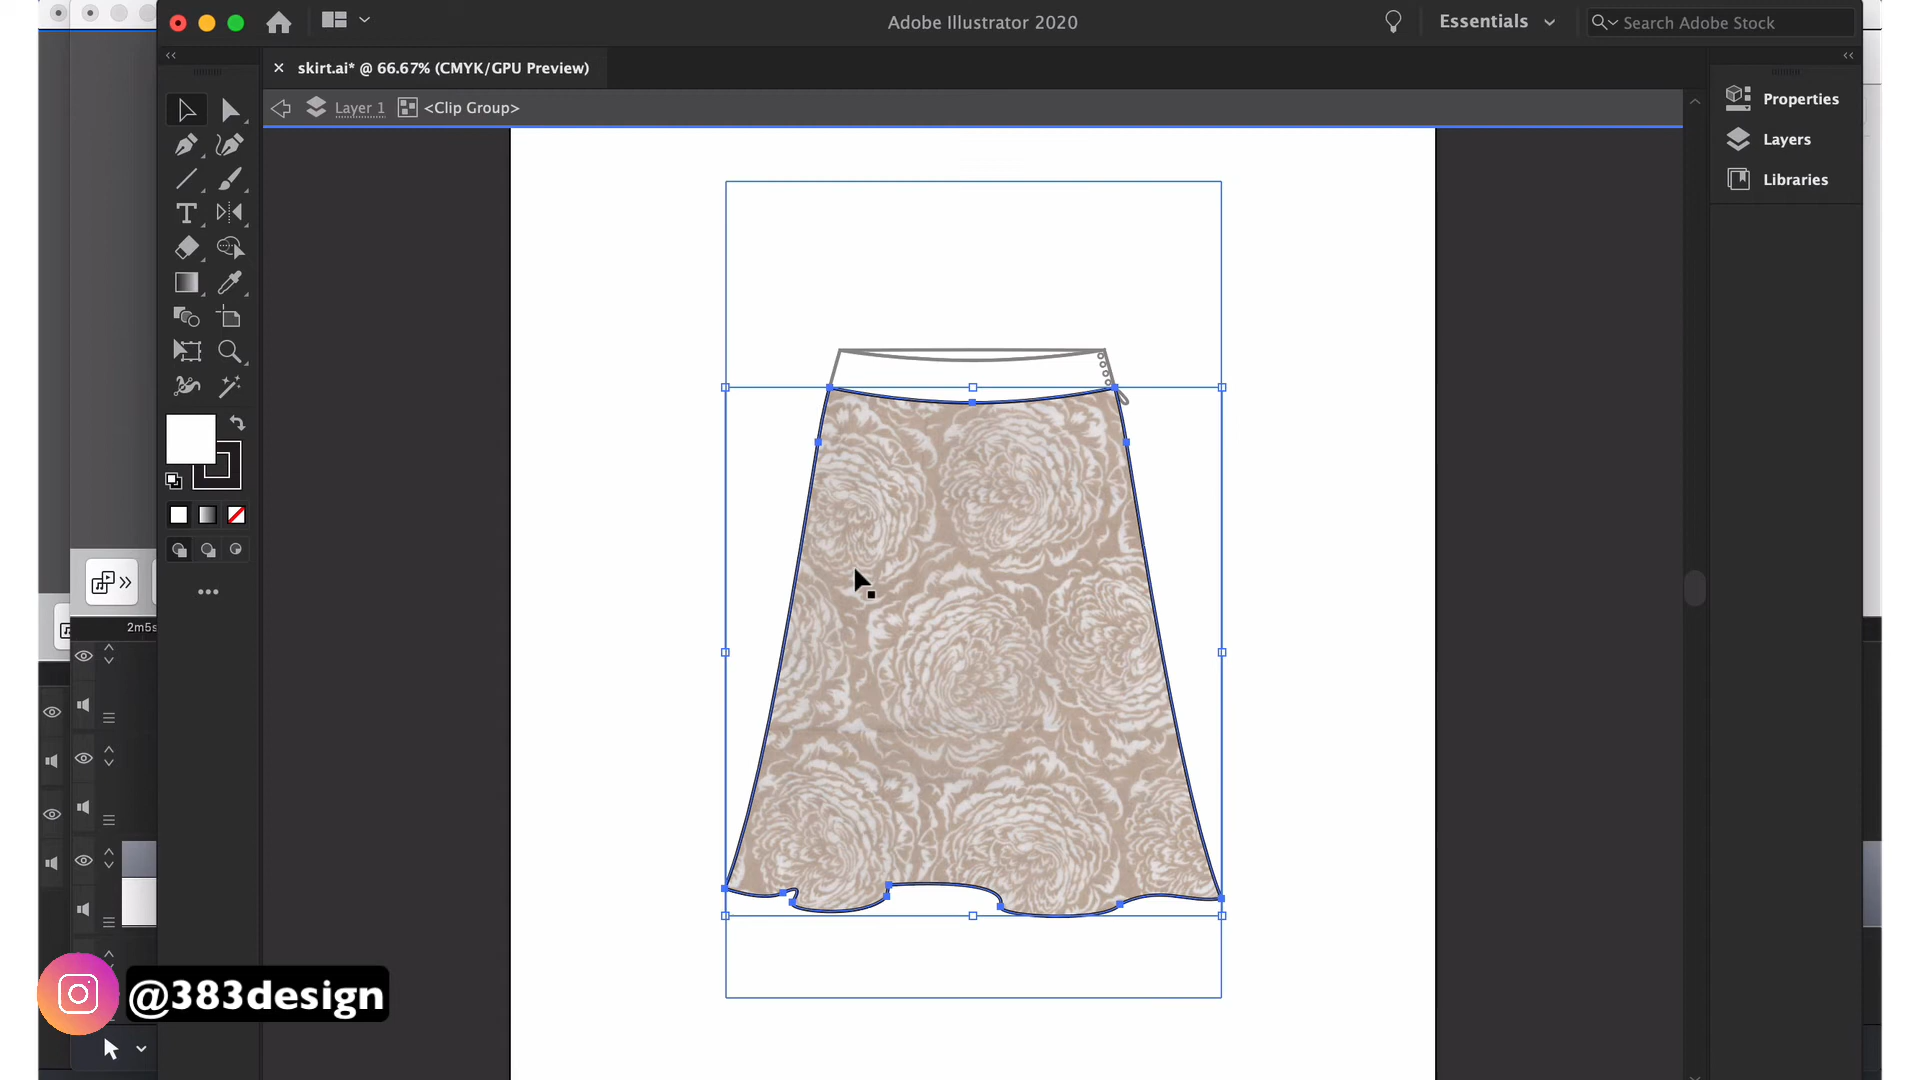 Adobe Illustrator 2020
Essentials
Search Adobe Stock
skirt.ai* @ 66.67% (CMYK/GPU Preview)
Layer 1
<Clip Group>
Properties
Layers
Libraries
2m5s
@383design